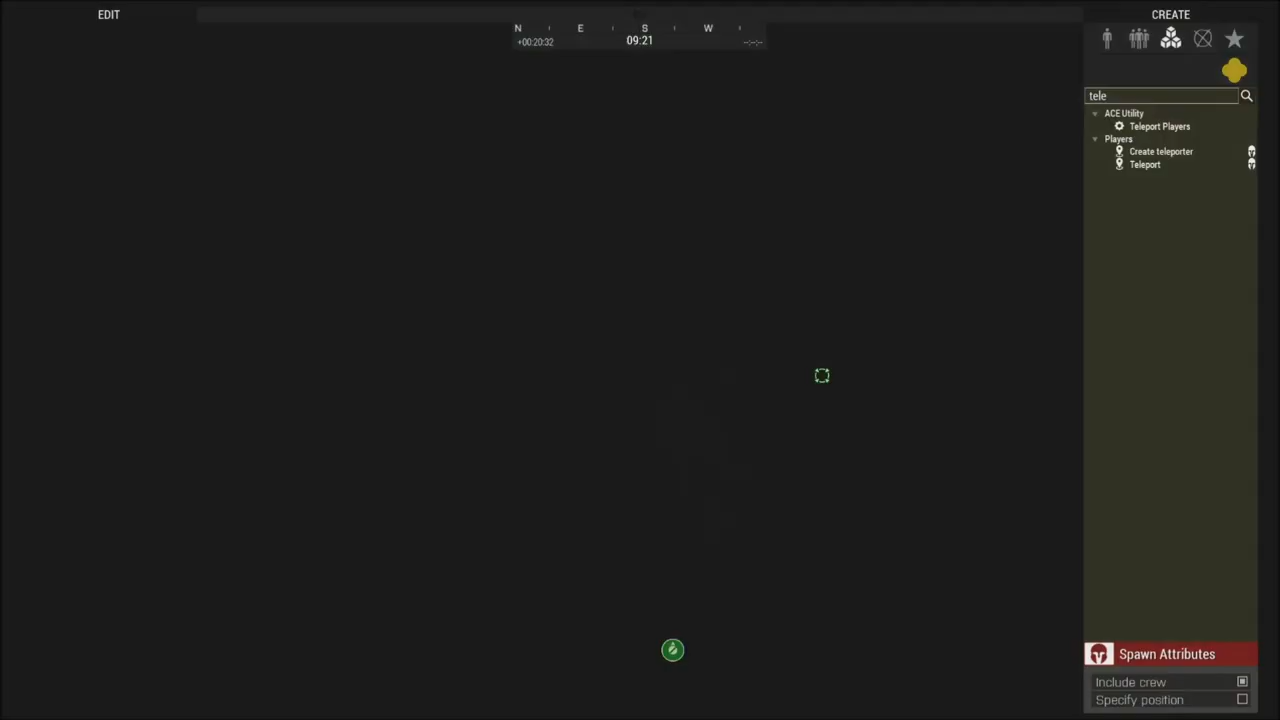 EDIT
CREATE
N E S W
+00:20:32
09:21
--:--:--
tele
ACE Utility
Teleport Players
Players
Create teleporter
Teleport
Spawn Attributes
Include crew
Specify position